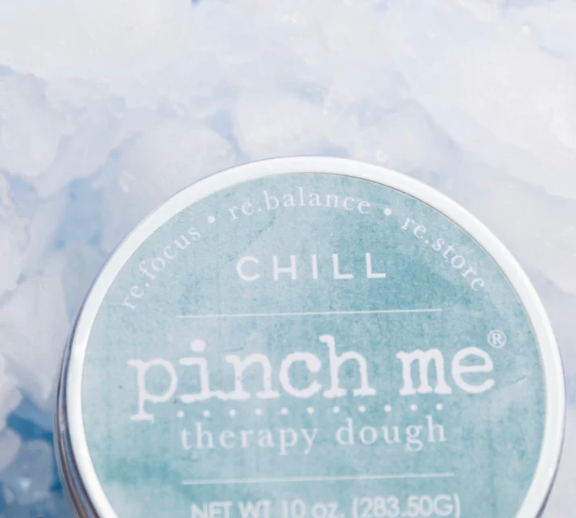 re.focus • re.balance • re.store
CHILL
pinch me®
therapy dough
NET WT 10 oz. (283.50G)